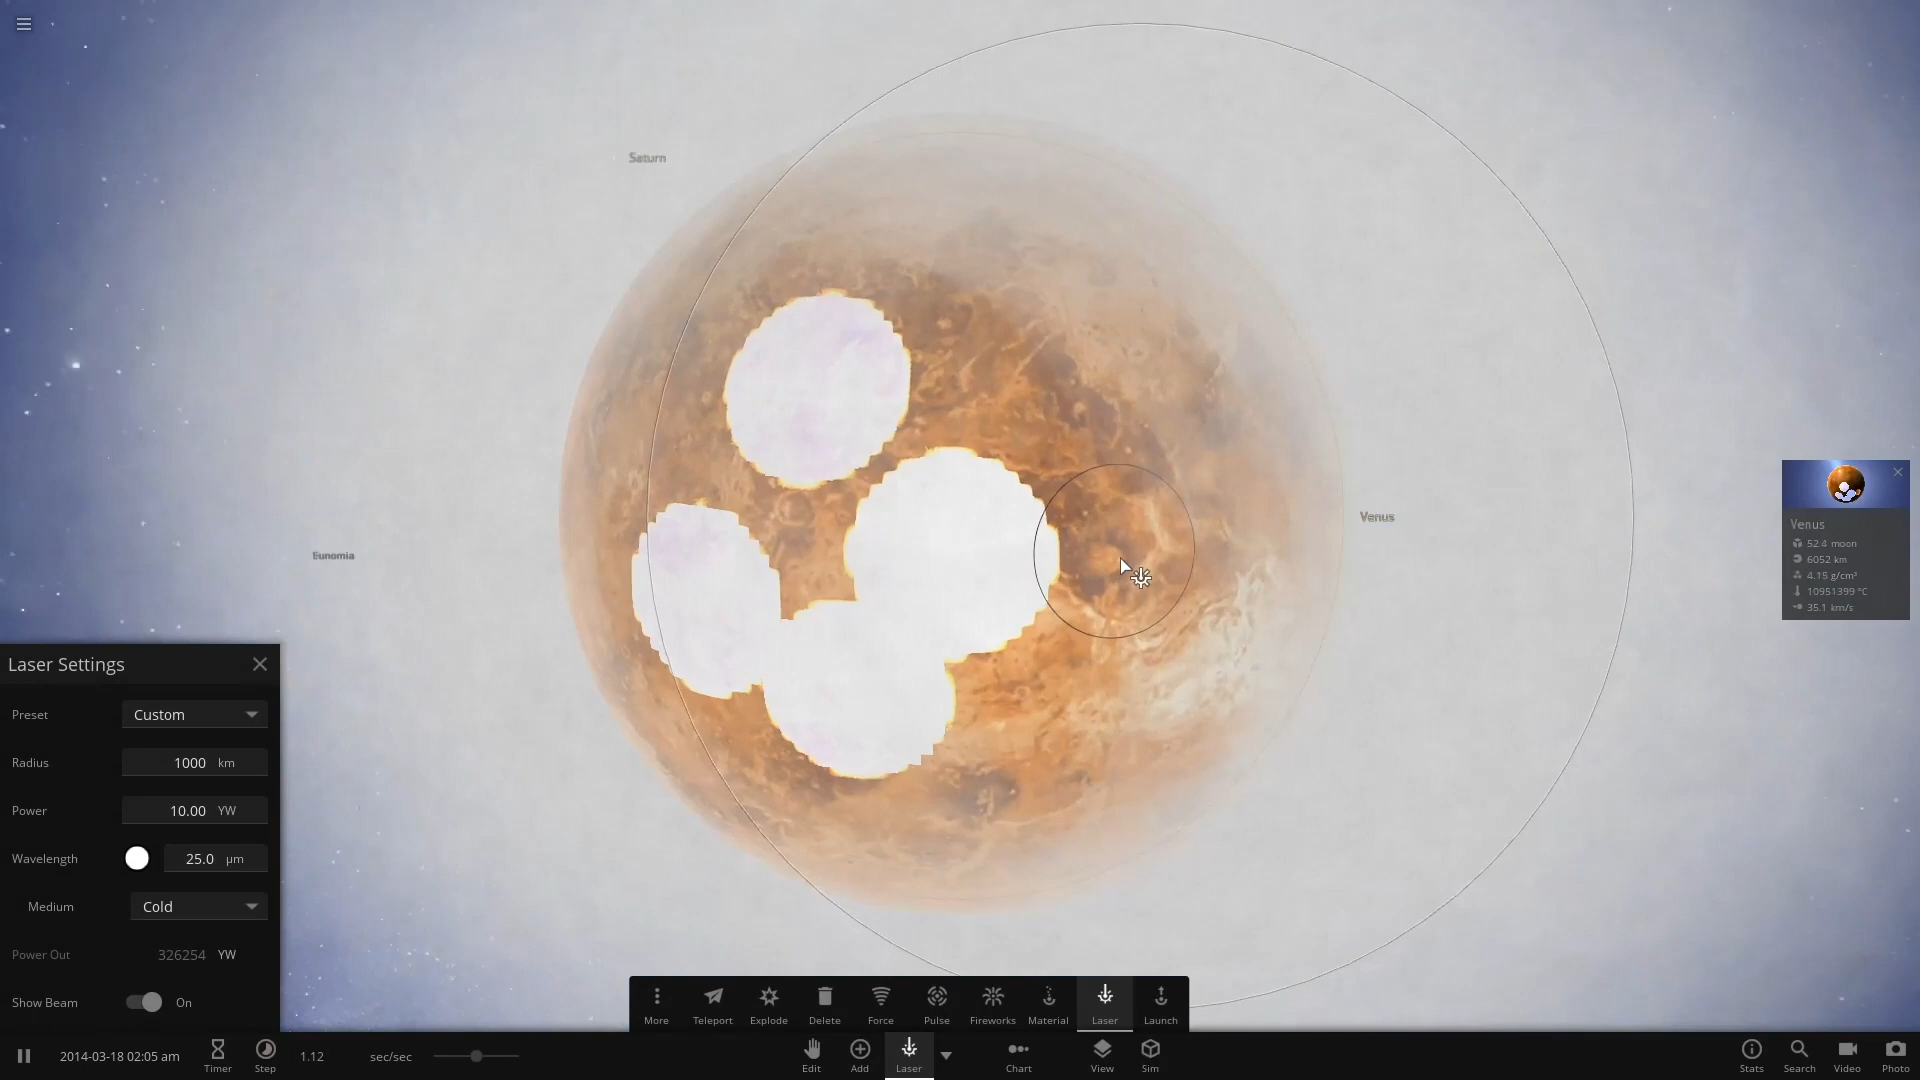 Saturn
Eunomia
Venus
Venus
52.4 moon
6052 km
4.15 g/cm³
10951399 °C
35.1 km/s
Laser Settings
Preset Custom
Radius 1000 km
Power 10.00 YW
Wavelength 25.0 µm
Medium Cold
Power Out 326254 YW
Show Beam On
More Teleport Explode Delete Force Pulse Fireworks Material Laser Launch
2014-03-18 02:05 am Timer Step 1.12 sec/sec Edit Add Laser Chart View Sim Stats Search Video Photo